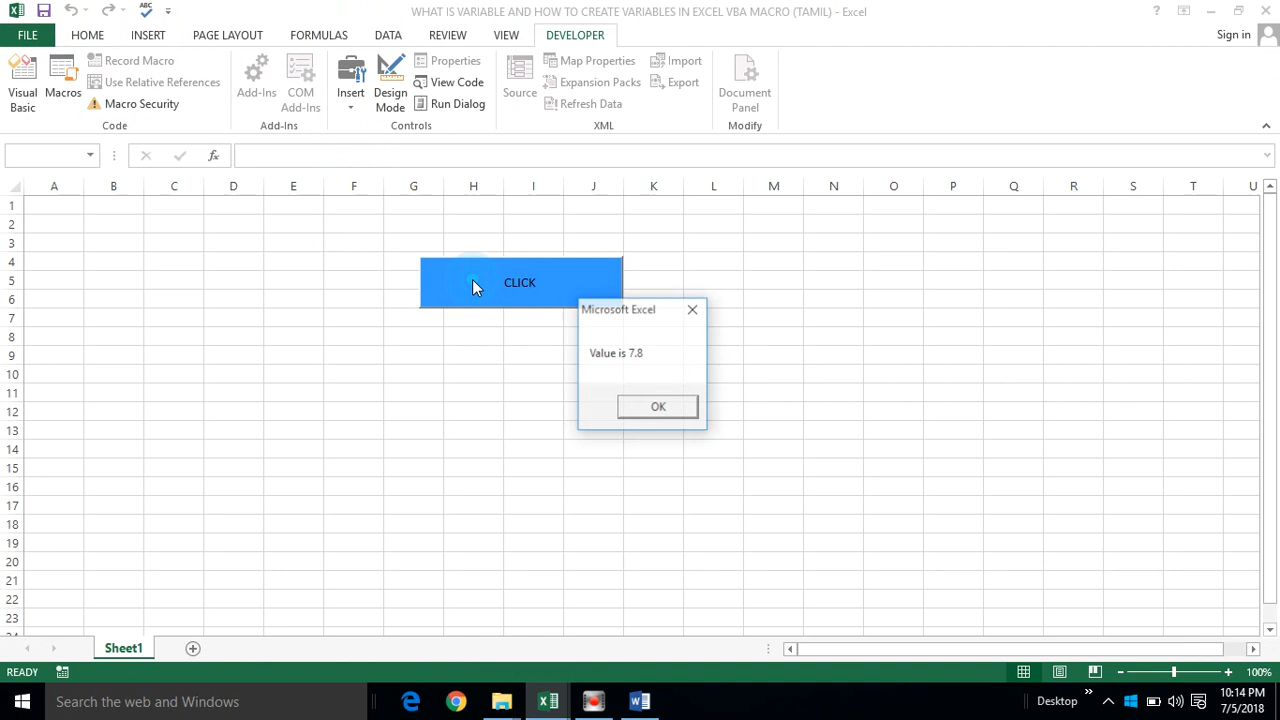 ABC
WHAT IS VARIABLE AND HOW TO CREATE VARIABLES IN EXCEL VBA MACRO (TAMIL) - Excel
?
FILE HOME INSERT PAGE LAYOUT FORMULAS DATA REVIEW VIEW DEVELOPER Sign in
Visual Basic
Macros
Record Macro
Use Relative References
Macro Security
Code
Add-Ins
COM Add-Ins
Add-Ins
Insert
Design Mode
Properties
View Code
Run Dialog
Controls
Source
Map Properties
Expansion Packs
Refresh Data
Import
Export
XML
Document Panel
Modify
fx
A B C D E F G H I J K L M N O P Q R S T U
1
2
3
4
5
6
7
8
9
10
11
12
13
14
15
16
17
18
19
20
21
22
23
24
CLICK
Microsoft Excel
Value is 7.8
OK
Sheet1
READY
100%
Search the web and Windows
Desktop
10:14 PM
7/5/2018